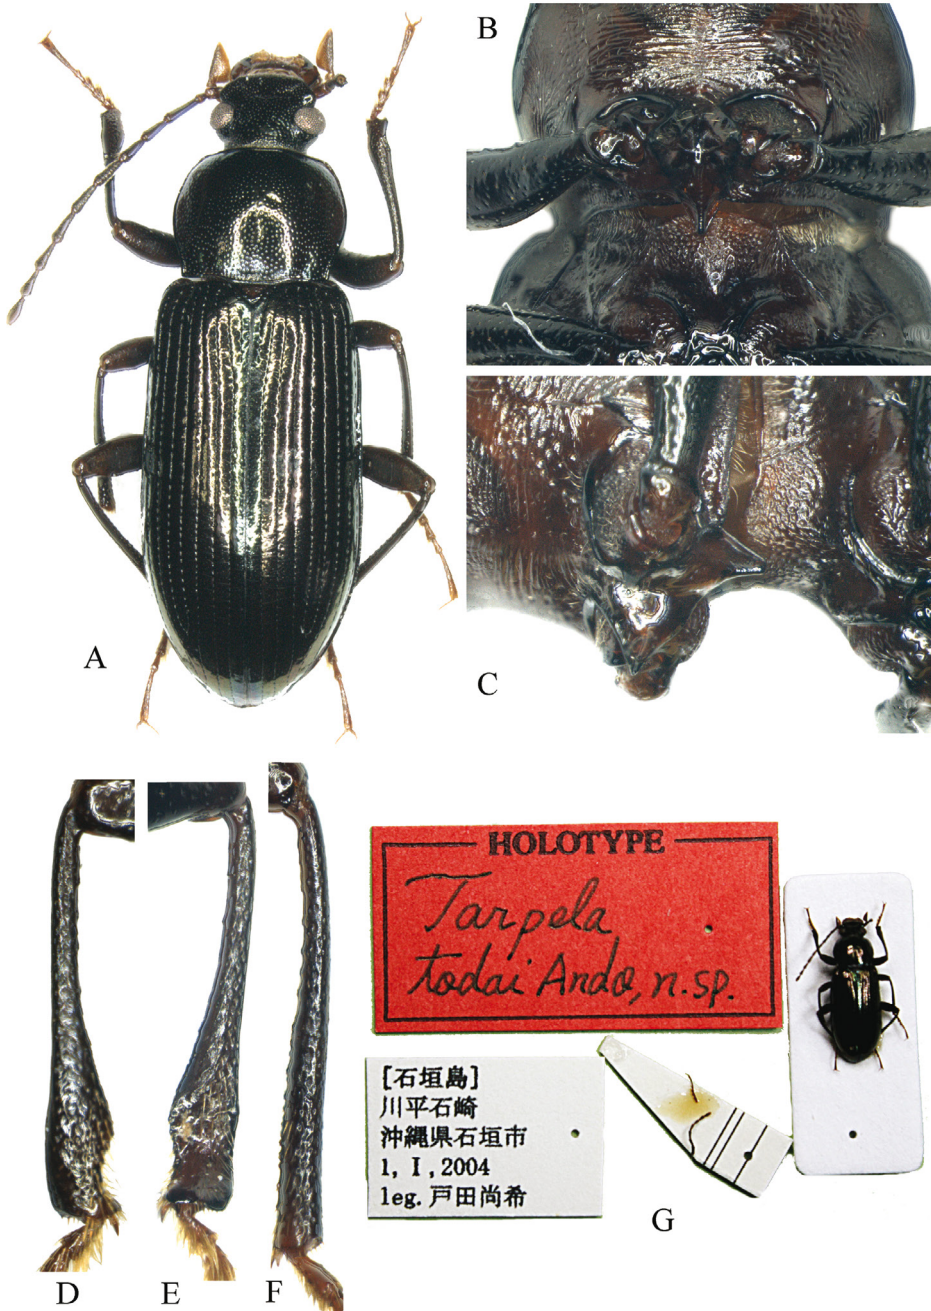 A
B
C
D
E
F
HOLOTYPE
Tarpela
todai Ando, n.sp.
[石垣島]
川平石崎
沖縄県石垣市
1, I, 2004
leg. 戸田尚希
G